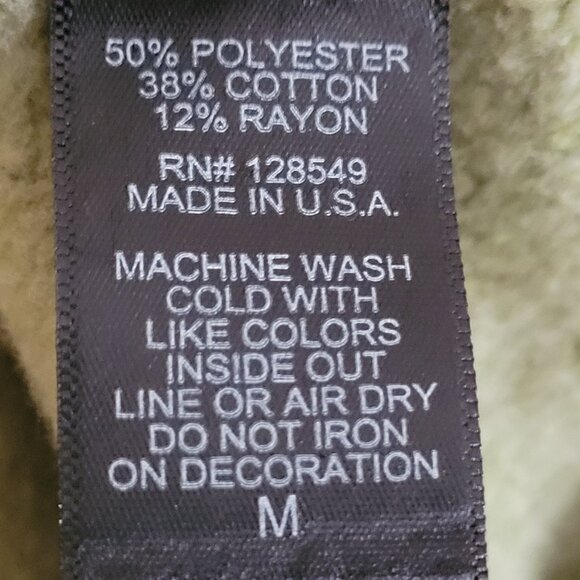 50% POLYESTER
38% COTTON
12% RAYON
RN# 128549
MADE IN U.S.A.
MACHINE WASH
COLD WITH
LIKE COLORS
INSIDE OUT
LINE OR AIR DRY
DO NOT IRON
ON DECORATION
M